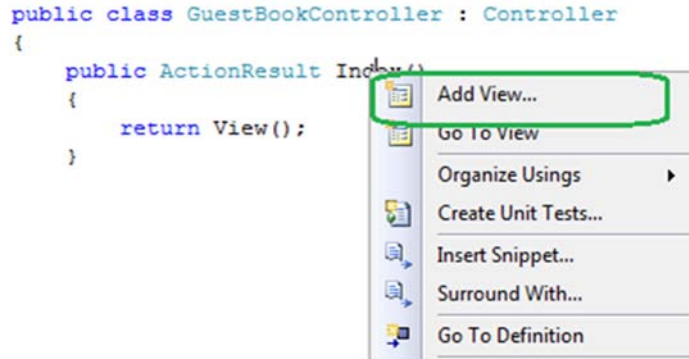 public class GuestBookController : Controller
{
public ActionResult Index()
{
return View();
}
Add View...
Go To View
Organize Usings
Create Unit Tests...
Insert Snippet...
Surround With...
Go To Definition